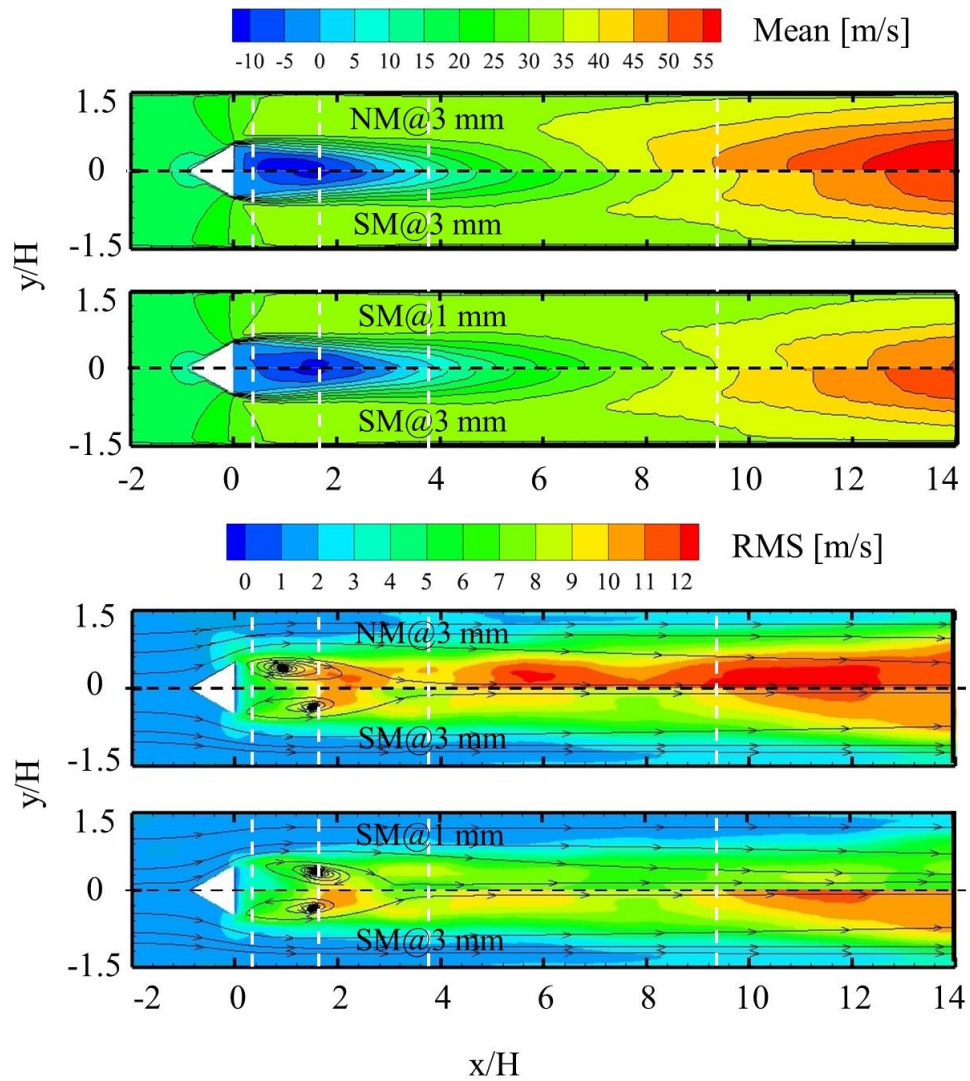 Mean [m/s]
-10 -5 0 5 10 15 20 25 30 35 40 45 50 55
1.5
NM@3 mm
0
SM@3 mm
-1.5
y/H
1.5
SM@1 mm
0
SM@3 mm
-1.5
-2 0 2 4 6 8 10 12 14
RMS [m/s]
0 1 2 3 4 5 6 7 8 9 10 11 12
1.5
NM@3 mm
0
SM@3 mm
-1.5
y/H
1.5
SM@1 mm
0
SM@3 mm
-1.5
-2 0 2 4 6 8 10 12 14
x/H